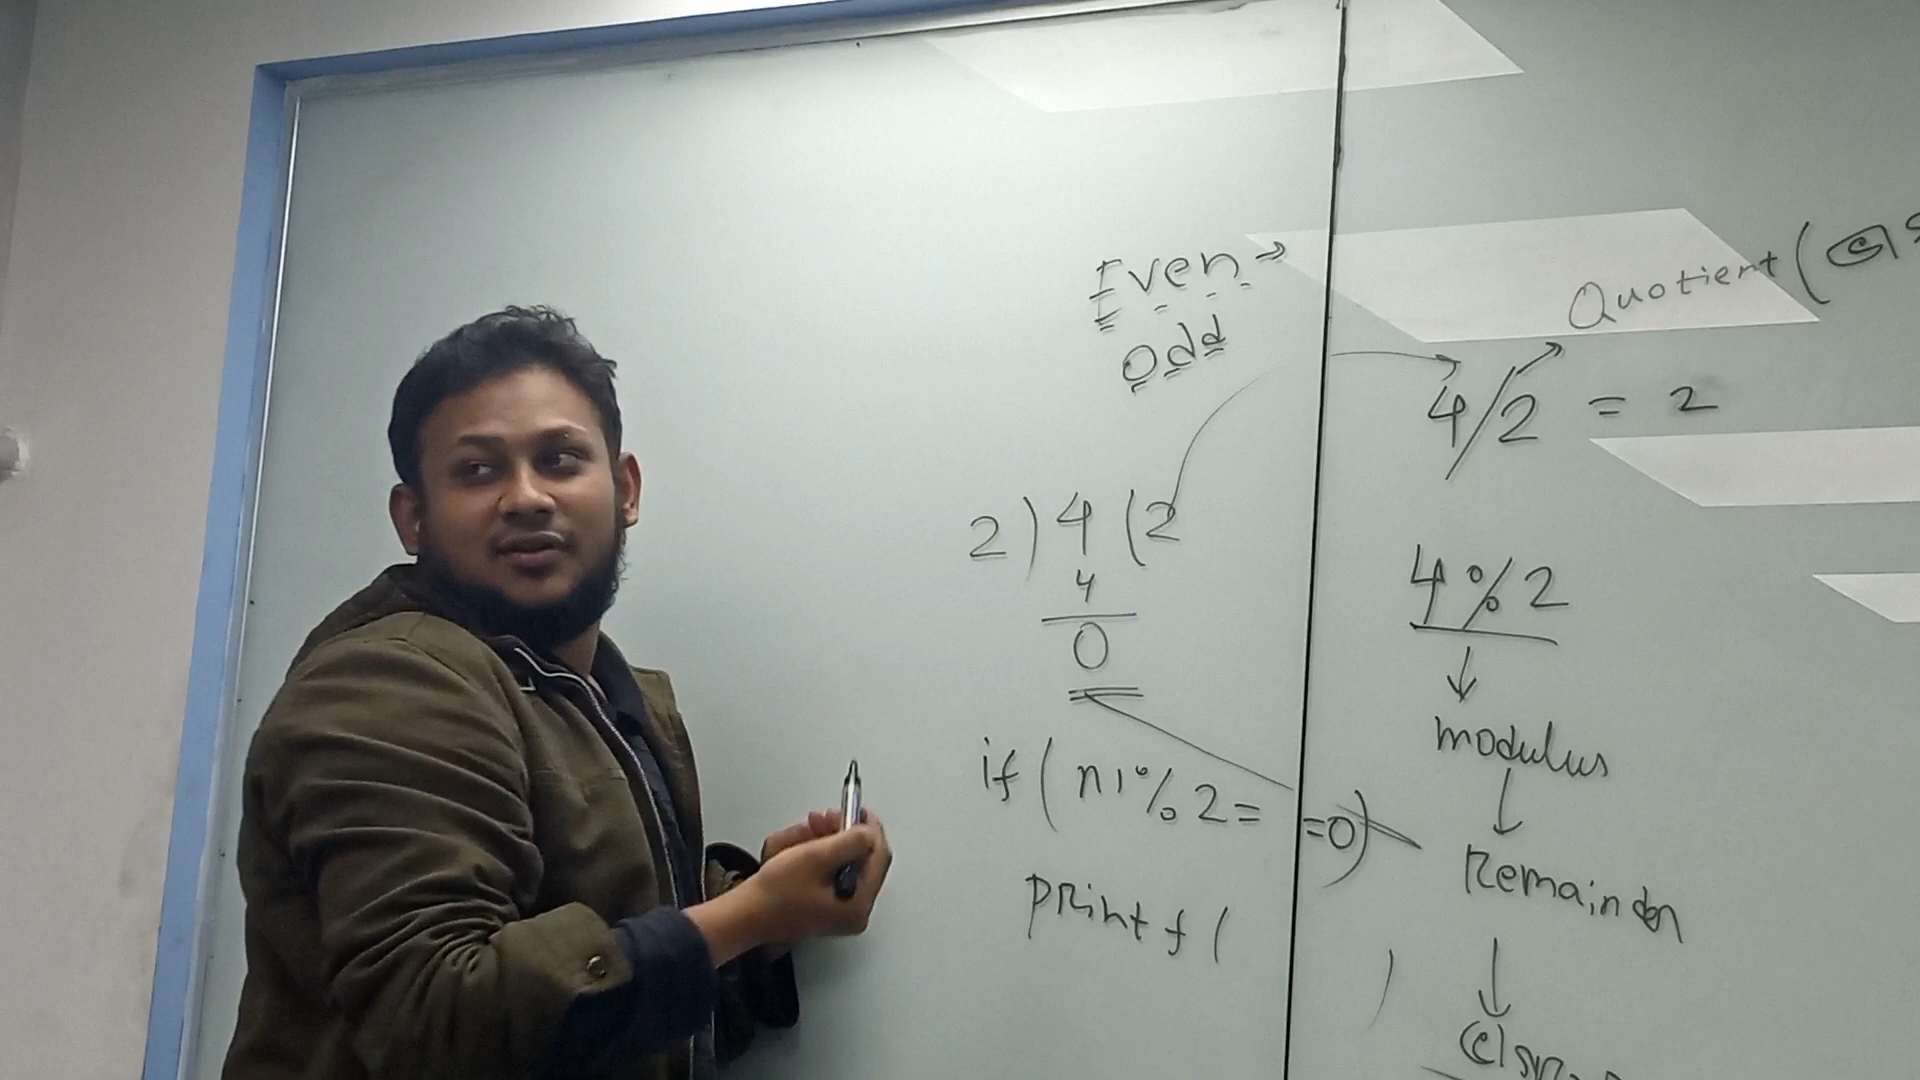 Even →
Odd
2 ) 4 ( 2
4
0
if ( n1 % 2 = = 0 )
printf ( )
Quotient (
4/2 = 2
4 % 2
↓
modulus
↓
Remainder
↓